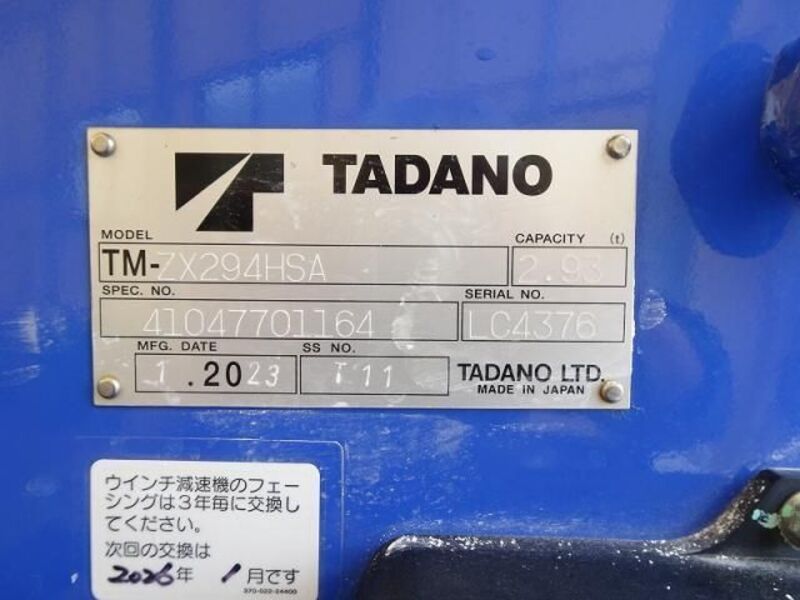 TADANO
MODEL
CAPACITY (t)
TM-ZX294HSA
2.93
SPEC. NO.
SERIAL NO.
41047701164
LC4376
MFG. DATE
SS NO.
1 .2023
T11
TADANO LTD.
MADE IN JAPAN
ウインチ減速機のフェー
シングは3年毎に交換し
てください。
次回の交換は
2026年 1月です
370-022-24400